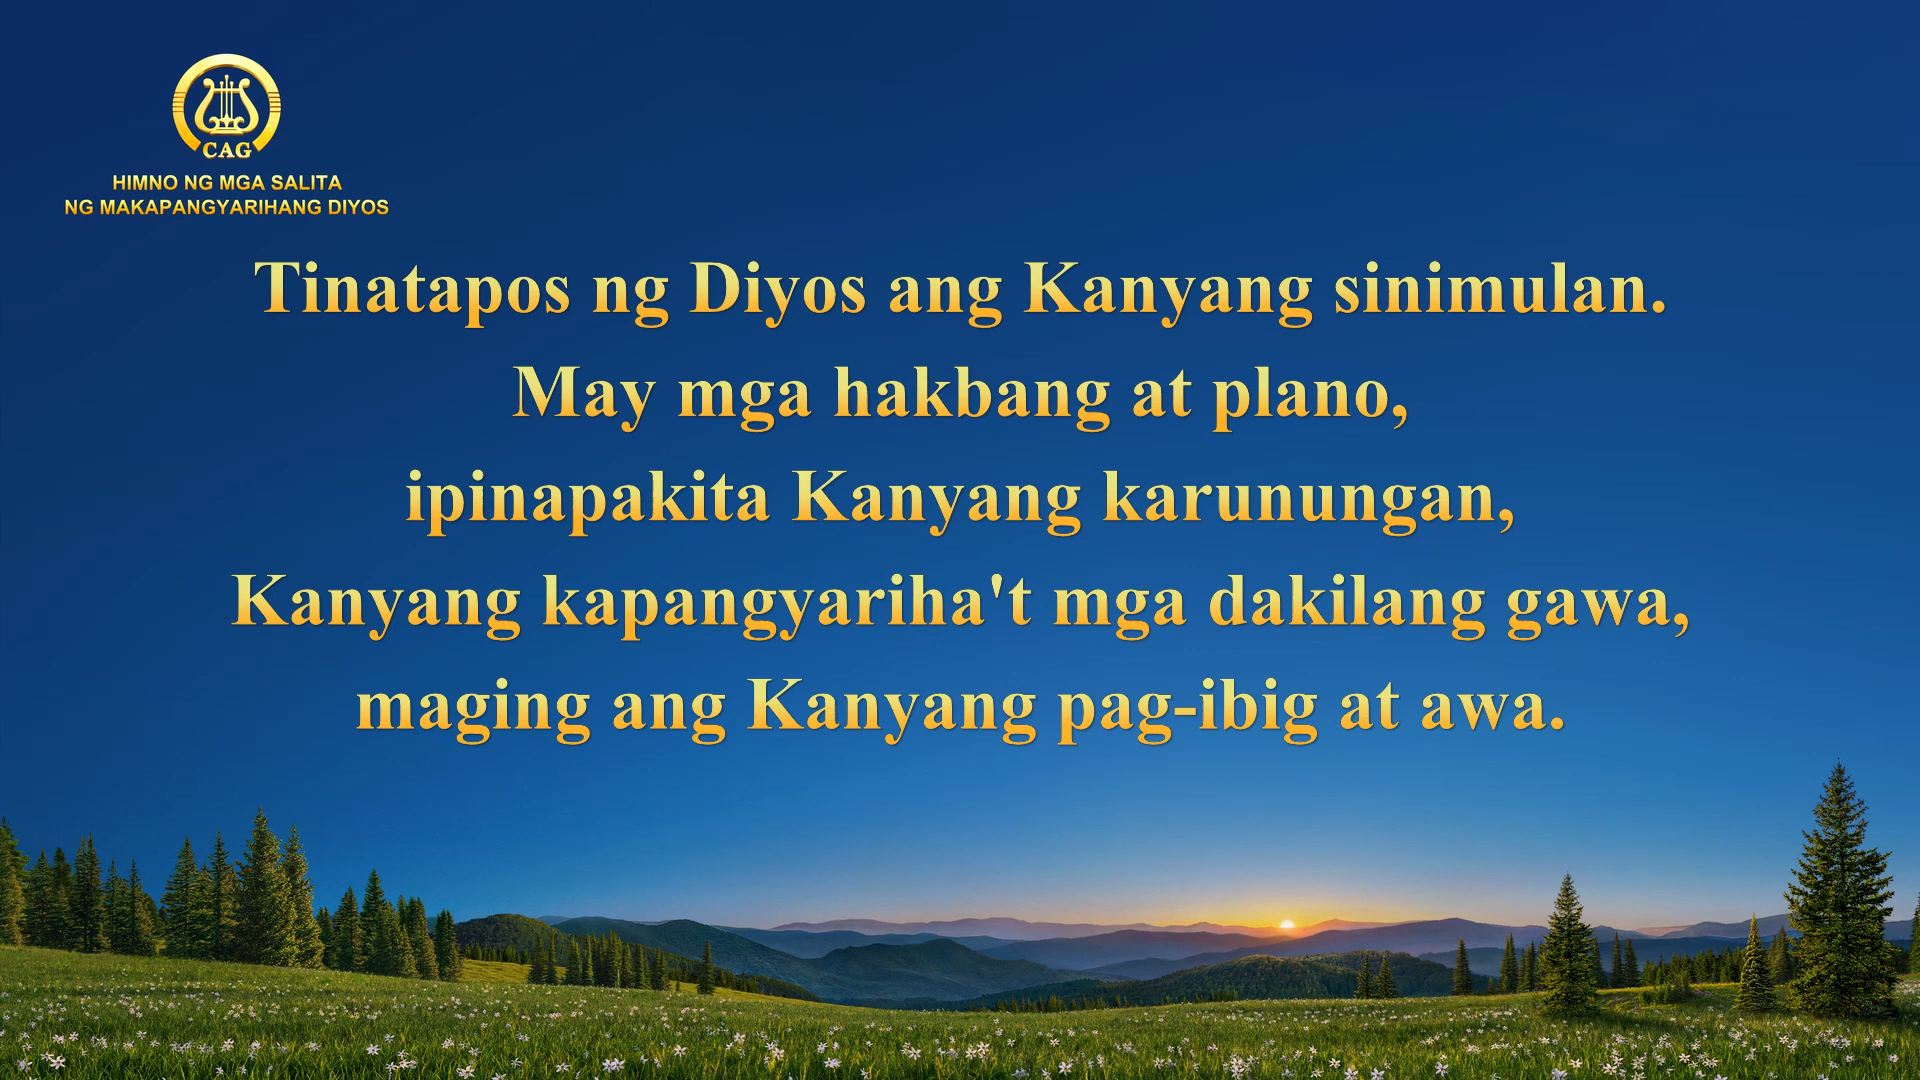 CAG
HIMNO NG MGA SALITA
NG MAKAPANGYARIHANG DIYOS
Tinatapos ng Diyos ang Kanyang sinimulan.
May mga hakbang at plano,
ipinapakita Kanyang karunungan,
Kanyang kapangyariha't mga dakilang gawa,
maging ang Kanyang pag-ibig at awa.